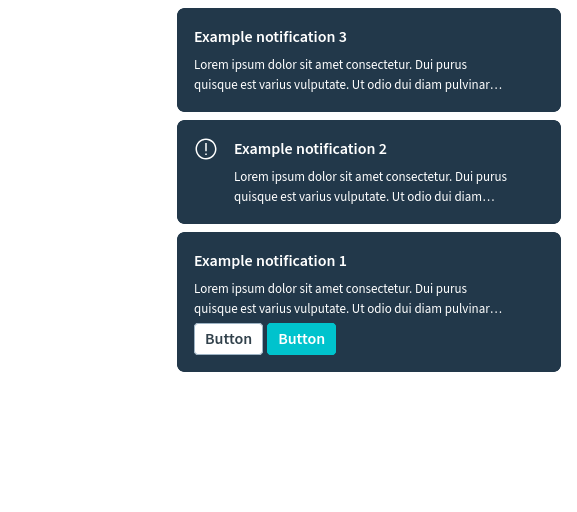 Example notification 3
Lorem ipsum dolor sit amet consectetur. Dui purus
quisque est varius vulputate. Ut odio dui diam pulvinar…
Example notification 2
Lorem ipsum dolor sit amet consectetur. Dui purus
quisque est varius vulputate. Ut odio dui diam…
Example notification 1
Lorem ipsum dolor sit amet consectetur. Dui purus
quisque est varius vulputate. Ut odio dui diam pulvinar…
Button Button